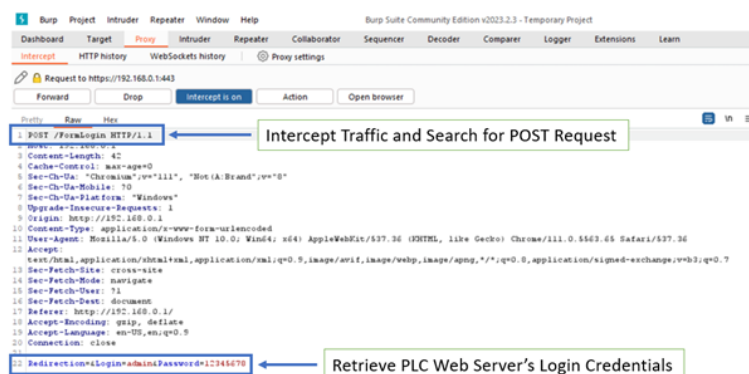 Burp Project Intruder Repeater Window Help Burp Suite Community Edition v2023.2.3 - Temporary Project
Dashboard Target Proxy Intruder Repeater Collaborator Sequencer Decoder Comparer Logger Extensions Learn
Intercept HTTP history WebSockets history Proxy settings
Request to https://192.168.0.1:443
Forward Drop Intercept is on Action Open browser
Pretty Raw Hex \n
1 POST /FormLogin HTTP/1.1
Intercept Traffic and Search for POST Request
2 Host: 192.168.0.1
3 Content-Length: 42
4 Cache-Control: max-age=0
5 Sec-Ch-Ua: "Chromium";v="111", "Not(A:Brand";v="8"
6 Sec-Ch-Ua-Mobile: ?0
7 Sec-Ch-Ua-Platform: "Windows"
8 Upgrade-Insecure-Requests: 1
9 Origin: http://192.168.0.1
10 Content-Type: application/x-www-form-urlencoded
11 User-Agent: Mozilla/5.0 (Windows NT 10.0; Win64; x64) AppleWebKit/537.36 (KHTML, like Gecko) Chrome/111.0.5563.65 Safari/537.36
12 Accept:
text/html,application/xhtml+xml,application/xml;q=0.9,image/avif,image/webp,image/apng,*/*;q=0.8,application/signed-exchange;v=b3;q=0.7
13 Sec-Fetch-Site: cross-site
14 Sec-Fetch-Mode: navigate
15 Sec-Fetch-User: ?1
16 Sec-Fetch-Dest: document
17 Referer: http://192.168.0.1/
18 Accept-Encoding: gzip, deflate
19 Accept-Language: en-US,en;q=0.9
20 Connection: close
21
22 Redirection=&Login=admin&Password=12345678
Retrieve PLC Web Server's Login Credentials